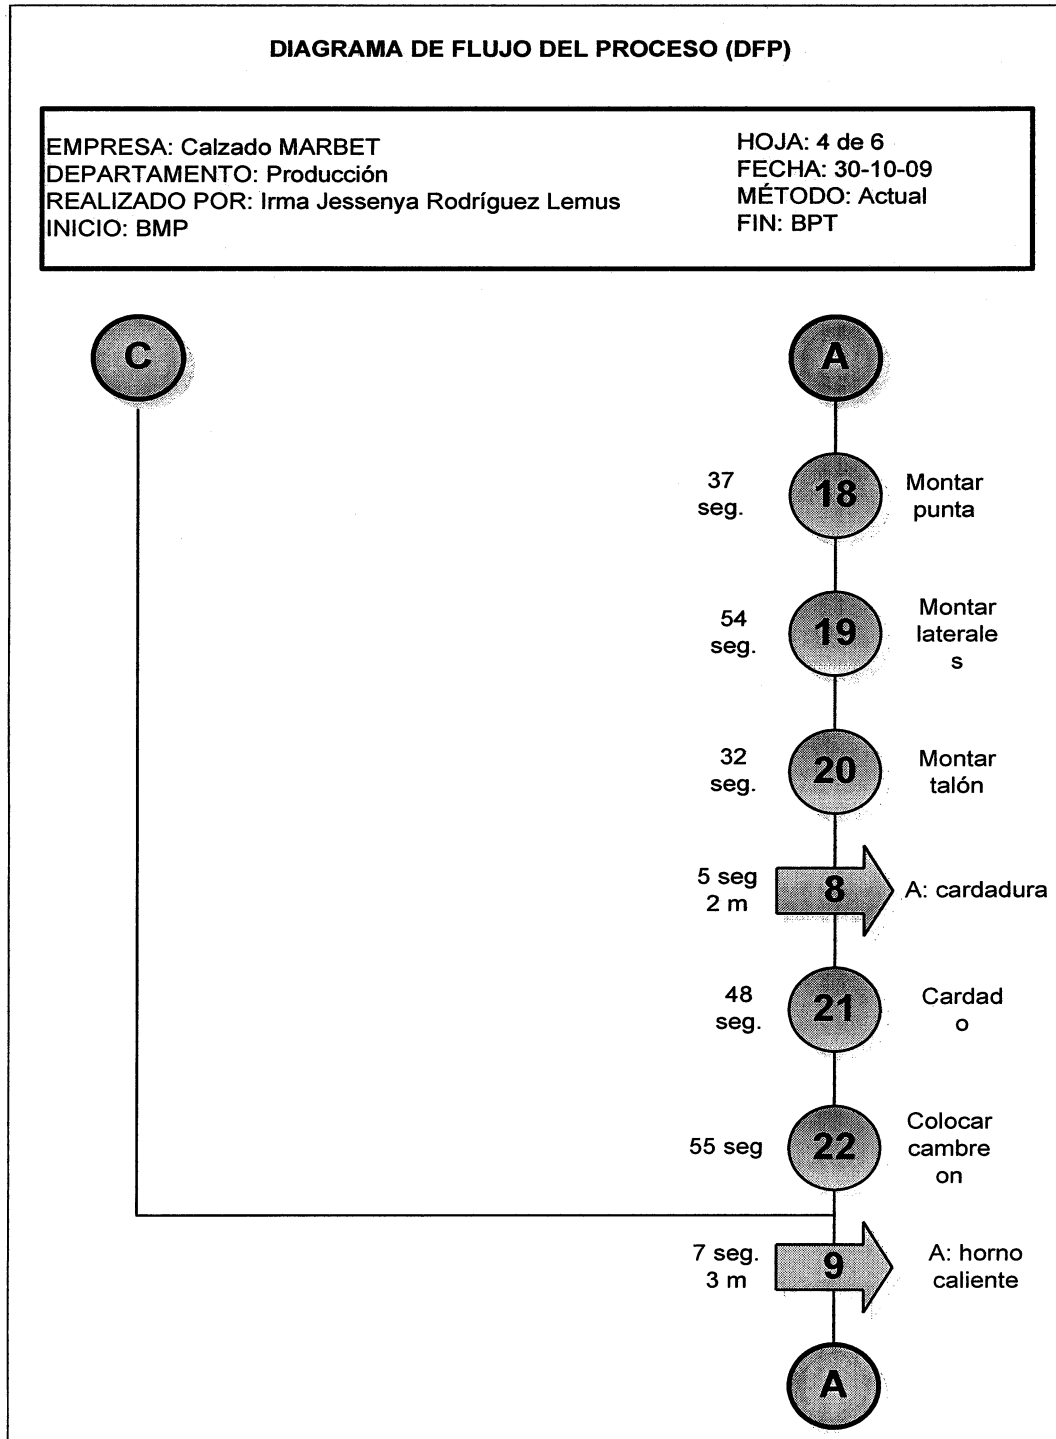 DIAGRAMA DE FLUJO DEL PROCESO (DFP)
EMPRESA: Calzado MARBET
DEPARTAMENTO: Producción
REALIZADO POR: Irma Jessenya Rodríguez Lemus
INICIO: BMP
HOJA: 4 de 6
FECHA: 30-10-09
MÉTODO: Actual
FIN: BPT
C
A
37
seg.
18
Montar
punta
54
seg.
19
Montar
laterale
s
32
seg.
20
Montar
talón
5 seg
2 m
8
A: cardadura
48
seg.
21
Cardad
o
55 seg
22
Colocar
cambre
on
7 seg.
3 m
9
A: horno
caliente
A